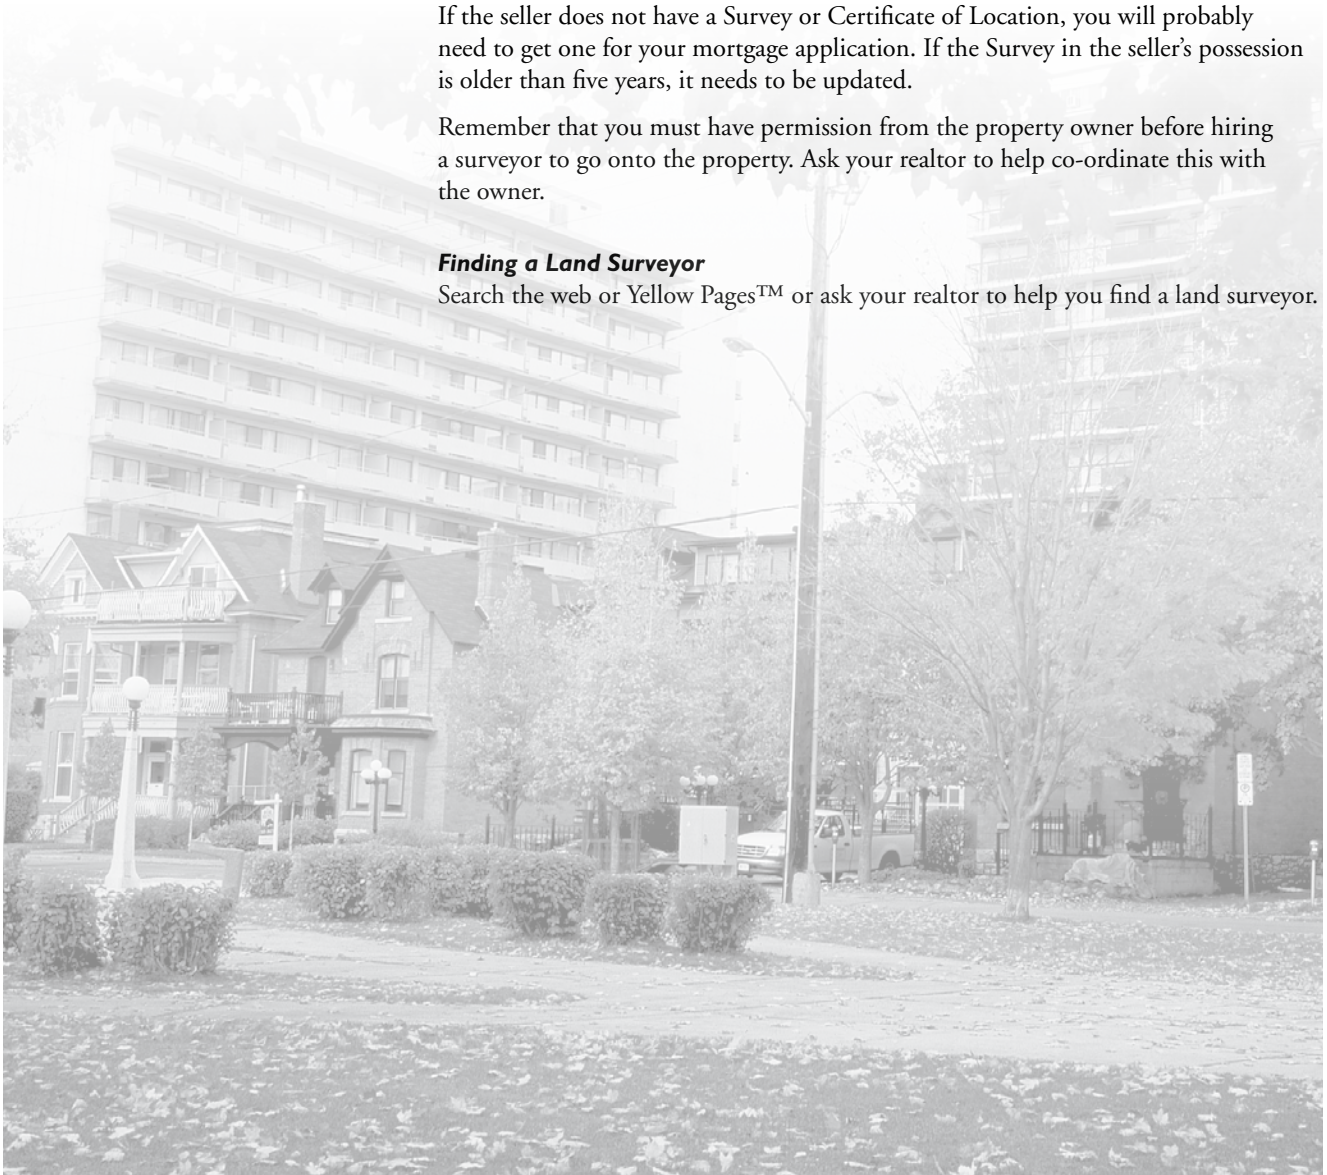 If the seller does not have a Survey or Certificate of Location, you will probably
need to get one for your mortgage application. If the Survey in the seller’s possession
is older than five years, it needs to be updated.
Remember that you must have permission from the property owner before hiring
a surveyor to go onto the property. Ask your realtor to help co-ordinate this with
the owner.
Finding a Land Surveyor
Search the web or Yellow Pages™ or ask your realtor to help you find a land surveyor.